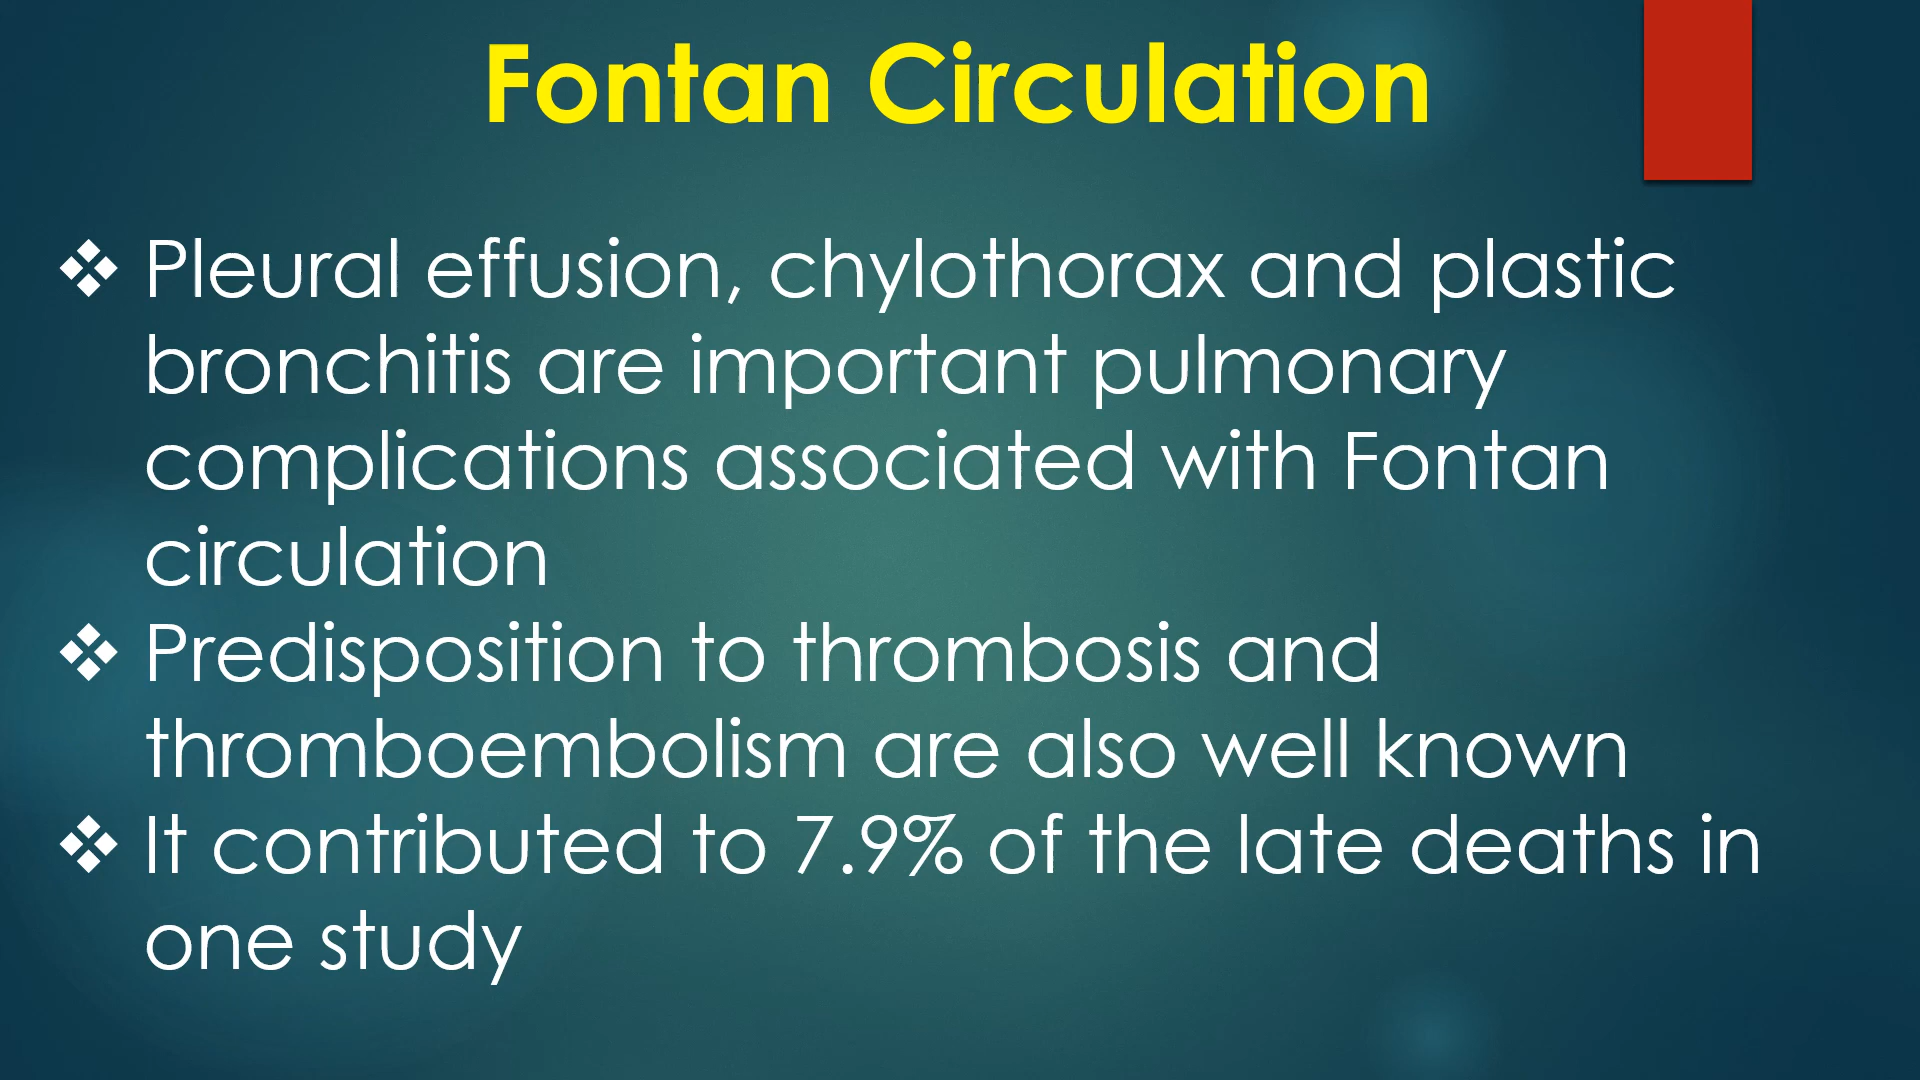 Fontan Circulation
❖ Pleural effusion, chylothorax and plastic
bronchitis are important pulmonary
complications associated with Fontan
circulation
❖ Predisposition to thrombosis and
thromboembolism are also well known
❖ It contributed to 7.9% of the late deaths in
one study